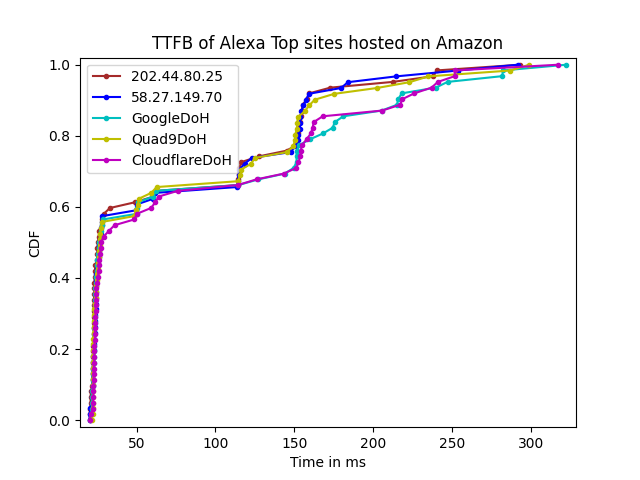 TTFB of Alexa Top sites hosted on Amazon
1.0
0.8
0.6
0.4
0.2
0.0
CDF
202.44.80.25
58.27.149.70
GoogleDoH
Quad9DoH
CloudflareDoH
50
100
150
200
250
300
Time in ms